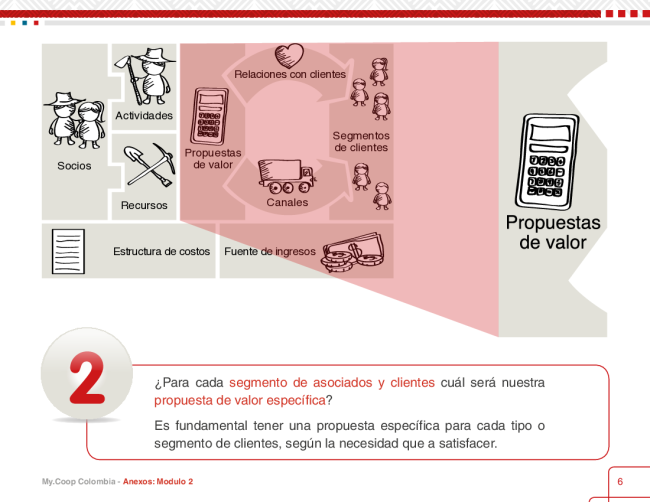 Relaciones con clientes
Actividades
Socios
Propuestas
de valor
Segmentos
de clientes
Recursos
Canales
Estructura de costos
Fuente de ingresos
Propuestas
de valor
2
¿Para cada segmento de asociados y clientes cuál será nuestra
propuesta de valor específica?
Es fundamental tener una propuesta específica para cada tipo o
segmento de clientes, según la necesidad que a satisfacer.
My.Coop Colombia - Anexos: Modulo 2
6